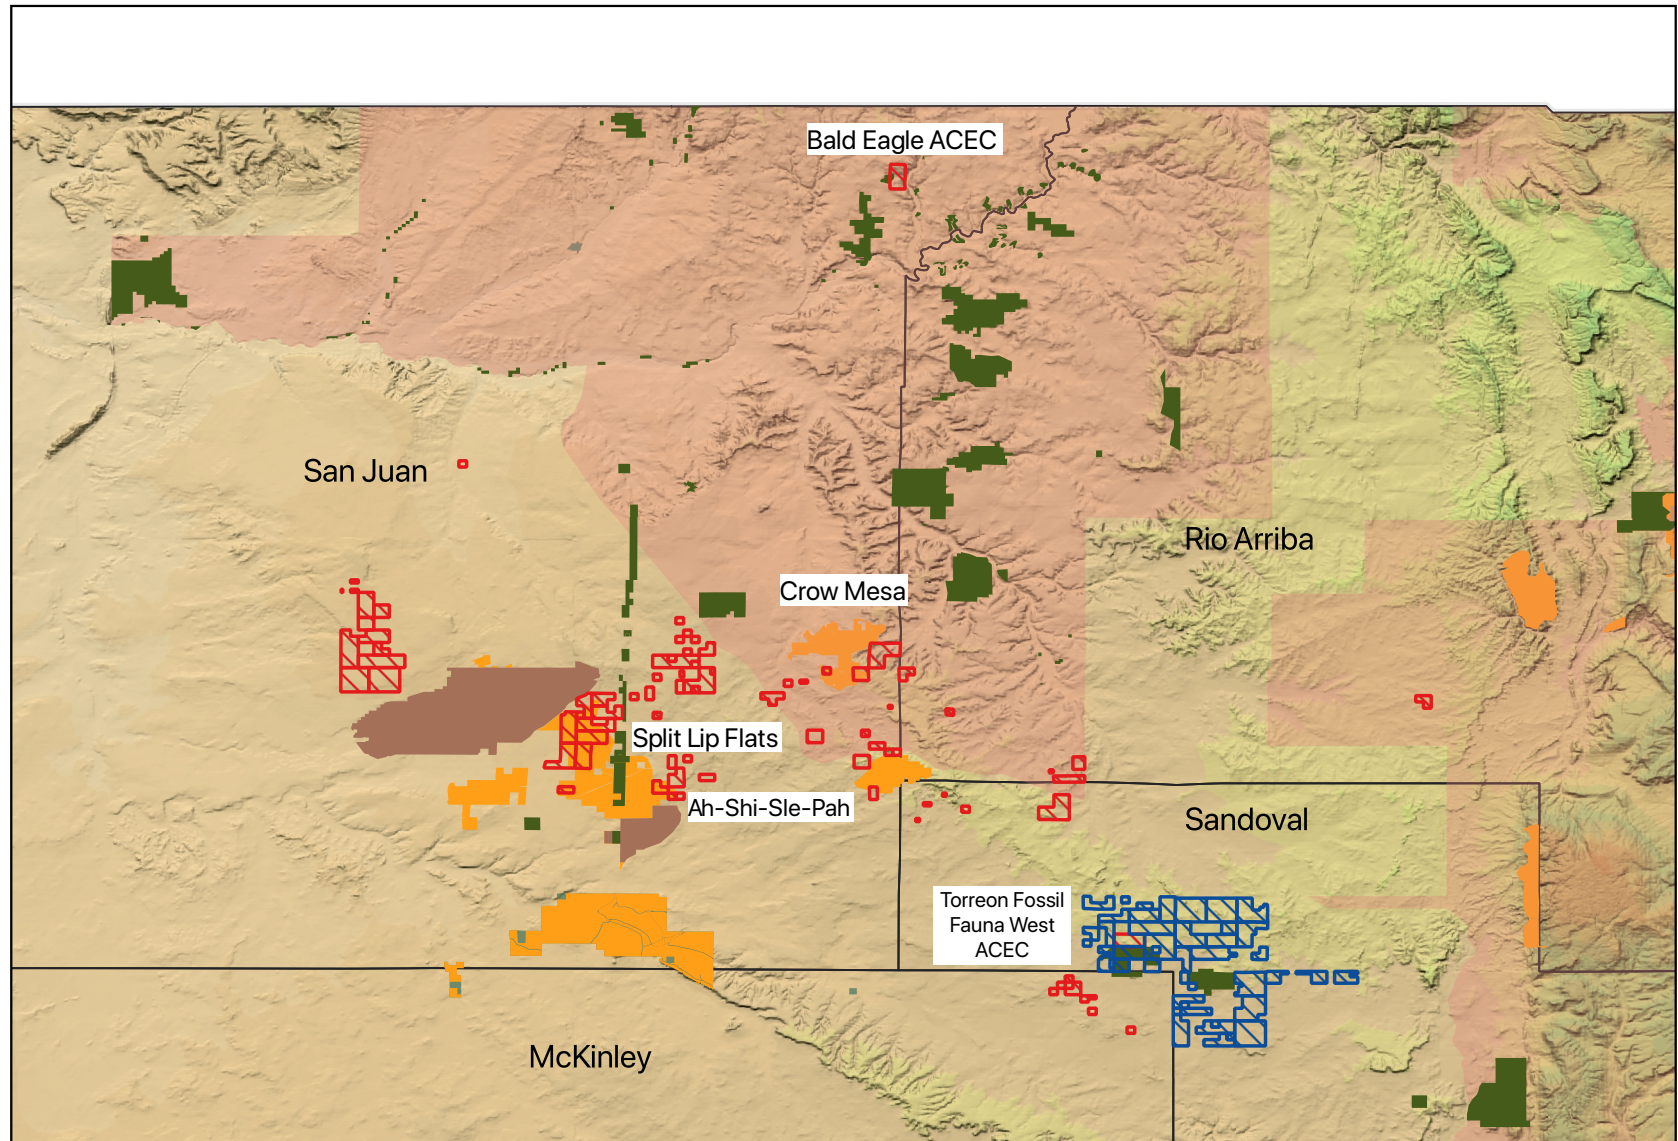 Bald Eagle ACEC
San Juan
Rio Arriba
Crow Mesa
Split Lip Flats
Ah-Shi-Sle-Pah
Sandoval
Torreon Fossil
Fauna West
ACEC
McKinley